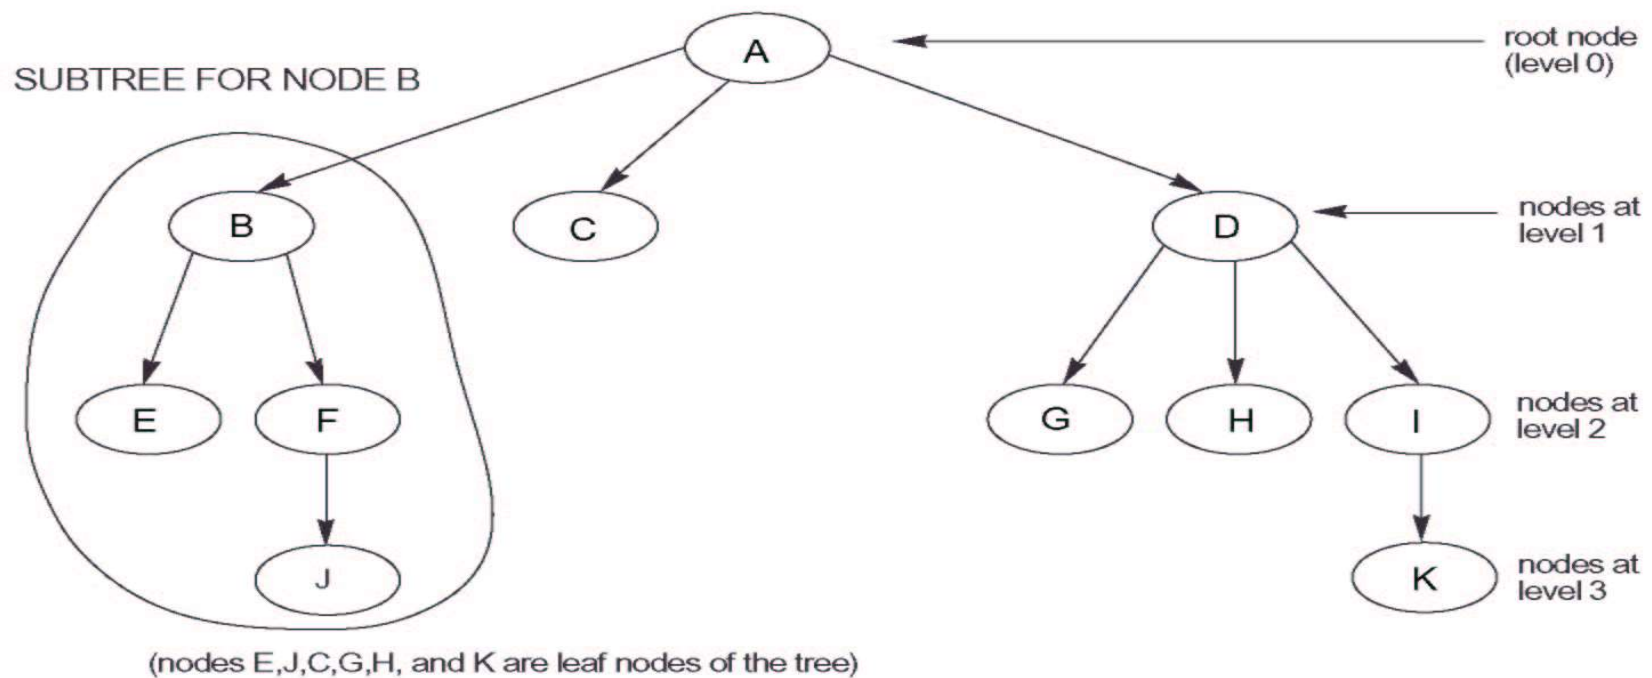 A
root node
(level 0)
SUBTREE FOR NODE B
B
C
D
nodes at
level 1
E
F
G
H
I
nodes at
level 2
J
K
nodes at
level 3
(nodes E,J,C,G,H, and K are leaf nodes of the tree)